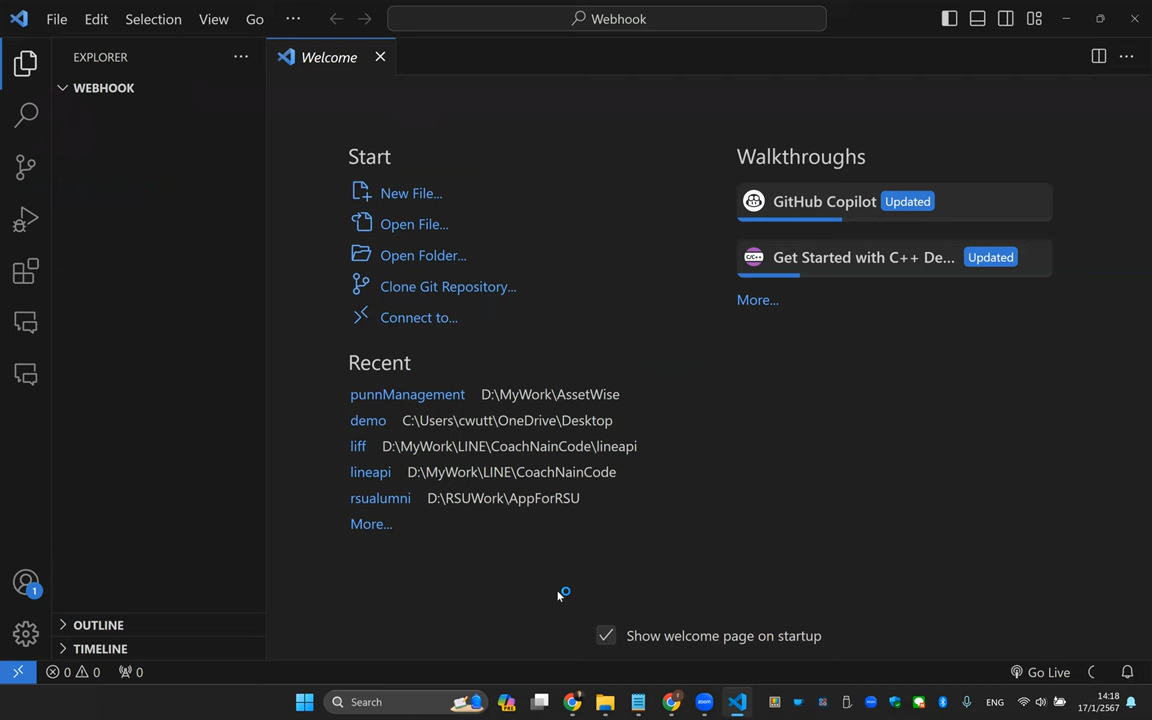 File Edit Selection View Go ··· Webhook
EXPLORER ···
Welcome
WEBHOOK
Start
New File...
Open File...
Open Folder...
Clone Git Repository...
Connect to...
Recent
punnManagement D:\MyWork\AssetWise
demo C:\Users\cwutt\OneDrive\Desktop
liff D:\MyWork\LINE\CoachNainCode\lineapi
lineapi D:\MyWork\LINE\CoachNainCode
rsualumni D:\RSUWork\AppForRSU
More...
Walkthroughs
GitHub Copilot Updated
C/C++ Get Started with C++ De... Updated
More...
Show welcome page on startup
1
OUTLINE
TIMELINE
0 0 0 Go Live
Search PRE zoom ENG 14:18
17/1/2567